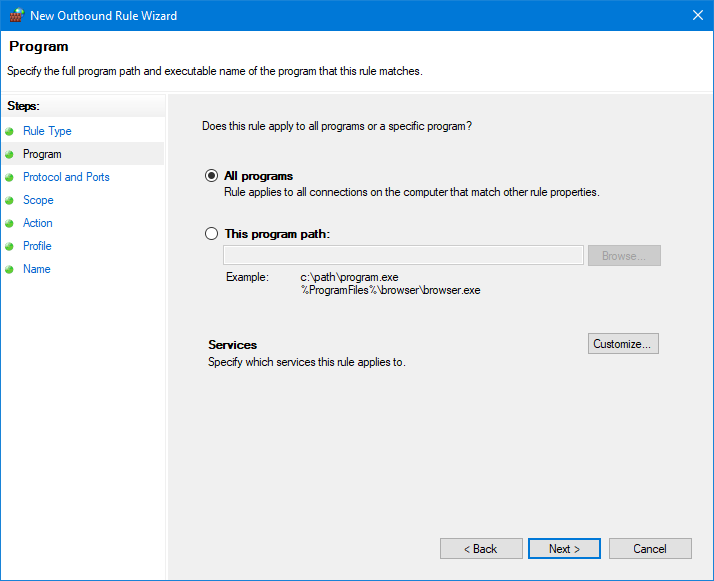 New Outbound Rule Wizard
Program
Specify the full program path and executable name of the program that this rule matches.
Steps:
Rule Type
Program
Protocol and Ports
Scope
Action
Profile
Name
Does this rule apply to all programs or a specific program?
All programs
Rule applies to all connections on the computer that match other rule properties.
This program path:
Browse...
Example: c:\path\program.exe
%ProgramFiles%\browser\browser.exe
Services
Customize...
Specify which services this rule applies to.
< Back Next > Cancel